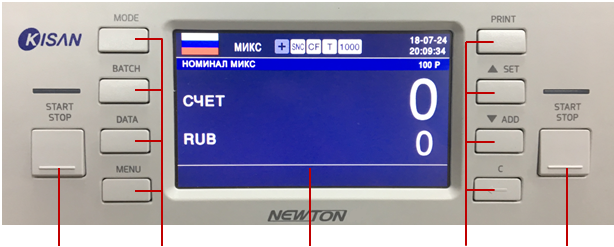 KISAN
MODE
BATCH
DATA
MENU
START
STOP
МИКС + SNC CF T 1000 18-07-24
20:09:34
НОМИНАЛ МИКС 100 Р
СЧЕТ 0
RUB 0
NEWTON
PRINT
▲ SET
▼ ADD
C
START
STOP